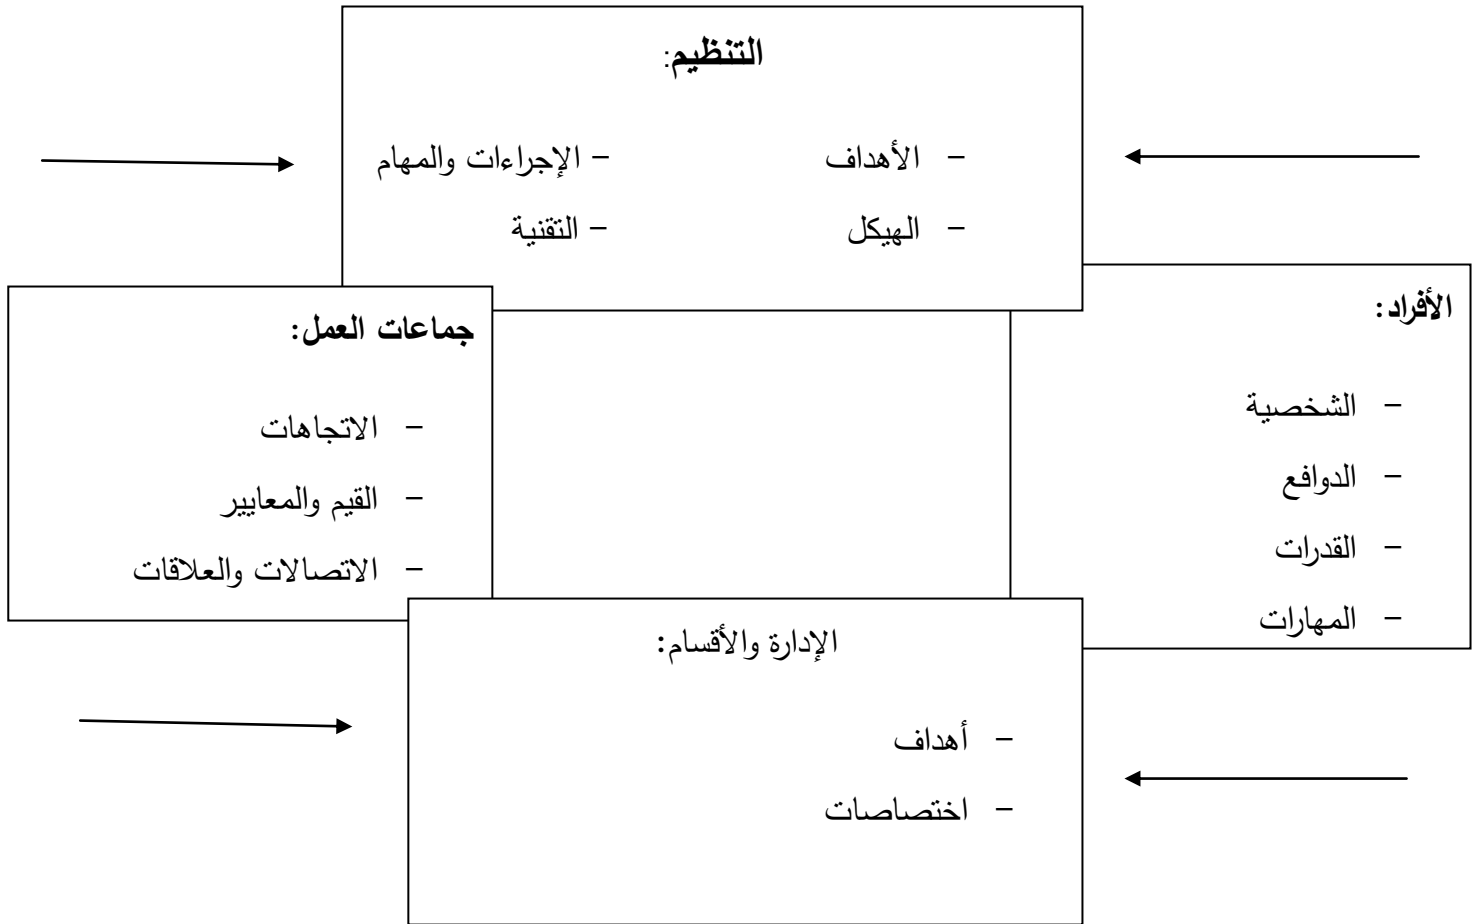 التنظيم:
- الأهداف - الإجراءات والمهام
- الهيكل - التقنية
الأفراد:
- الشخصية
- الدوافع
- القدرات
- المهارات
جماعات العمل:
- الاتجاهات
- القيم والمعايير
- الاتصالات والعلاقات
الإدارة والأقسام:
- أهداف
- اختصاصات